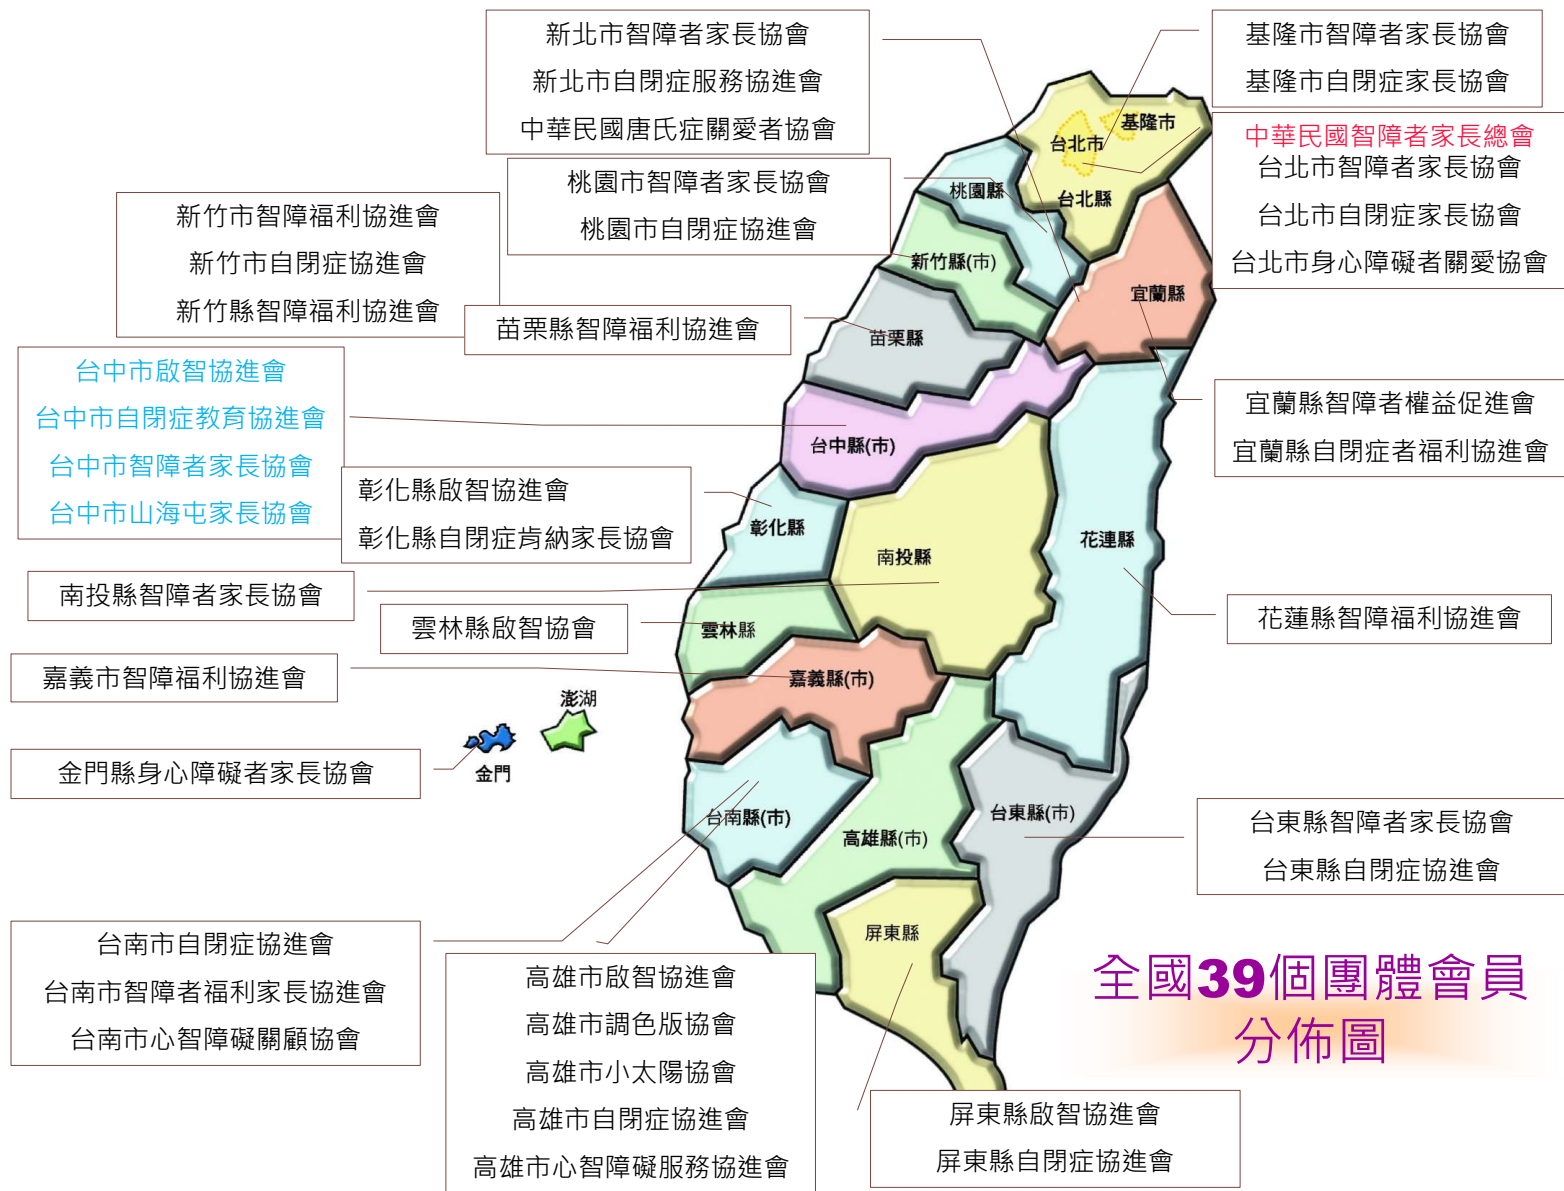 新北市智障者家長協會
新北市自閉症服務協進會
中華民國唐氏症關愛者協會
基隆市智障者家長協會
基隆市自閉症家長協會
中華民國智障者家長總會
台北市智障者家長協會
台北市自閉症家長協會
台北市身心障礙者關愛協會
桃園市智障者家長協會
桃園市自閉症協進會
新竹市智障福利協進會
新竹市自閉症協進會
新竹縣智障福利協進會
苗栗縣智障福利協進會
台中市啟智協進會
台中市自閉症教育協進會
台中市智障者家長協會
台中市山海屯家長協會
彰化縣啟智協進會
彰化縣自閉症肯納家長協會
宜蘭縣智障者權益促進會
宜蘭縣自閉症者福利協進會
南投縣智障者家長協會
雲林縣啟智協會
花蓮縣智障福利協進會
嘉義市智障福利協進會
金門縣身心障礙者家長協會
台東縣智障者家長協會
台東縣自閉症協進會
台南市自閉症協進會
台南市智障者福利家長協進會
台南市心智障礙關顧協會
高雄市啟智協進會
高雄市調色版協會
高雄市小太陽協會
高雄市自閉症協進會
高雄市心智障礙服務協進會
屏東縣啟智協進會
屏東縣自閉症協進會
全國39個團體會員
分佈圖
基隆市
台北市
台北縣
桃園縣
新竹縣(市)
宜蘭縣
苗栗縣
台中縣(市)
彰化縣
南投縣
花連縣
雲林縣
嘉義縣(市)
澎湖
金門
台南縣(市)
高雄縣(市)
台東縣(市)
屏東縣